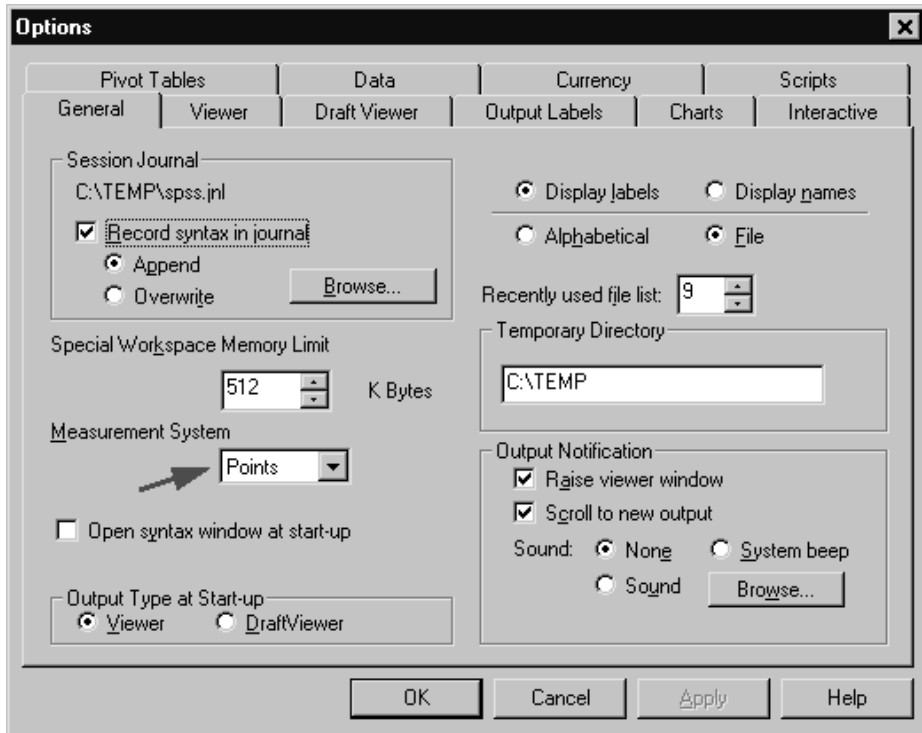 Options
Pivot Tables Data Currency Scripts
General Viewer Draft Viewer Output Labels Charts Interactive
Session Journal
C:\TEMP\spss.jnl
Record syntax in journal
Append
Overwrite
Browse...
Special Workspace Memory Limit
512 K Bytes
Measurement System
Points
Open syntax window at start-up
Output Type at Start-up
Viewer DraftViewer
Display labels Display names
Alphabetical File
Recently used file list: 9
Temporary Directory
C:\TEMP
Output Notification
Raise viewer window
Scroll to new output
Sound: None System beep
Sound Browse...
OK Cancel Apply Help